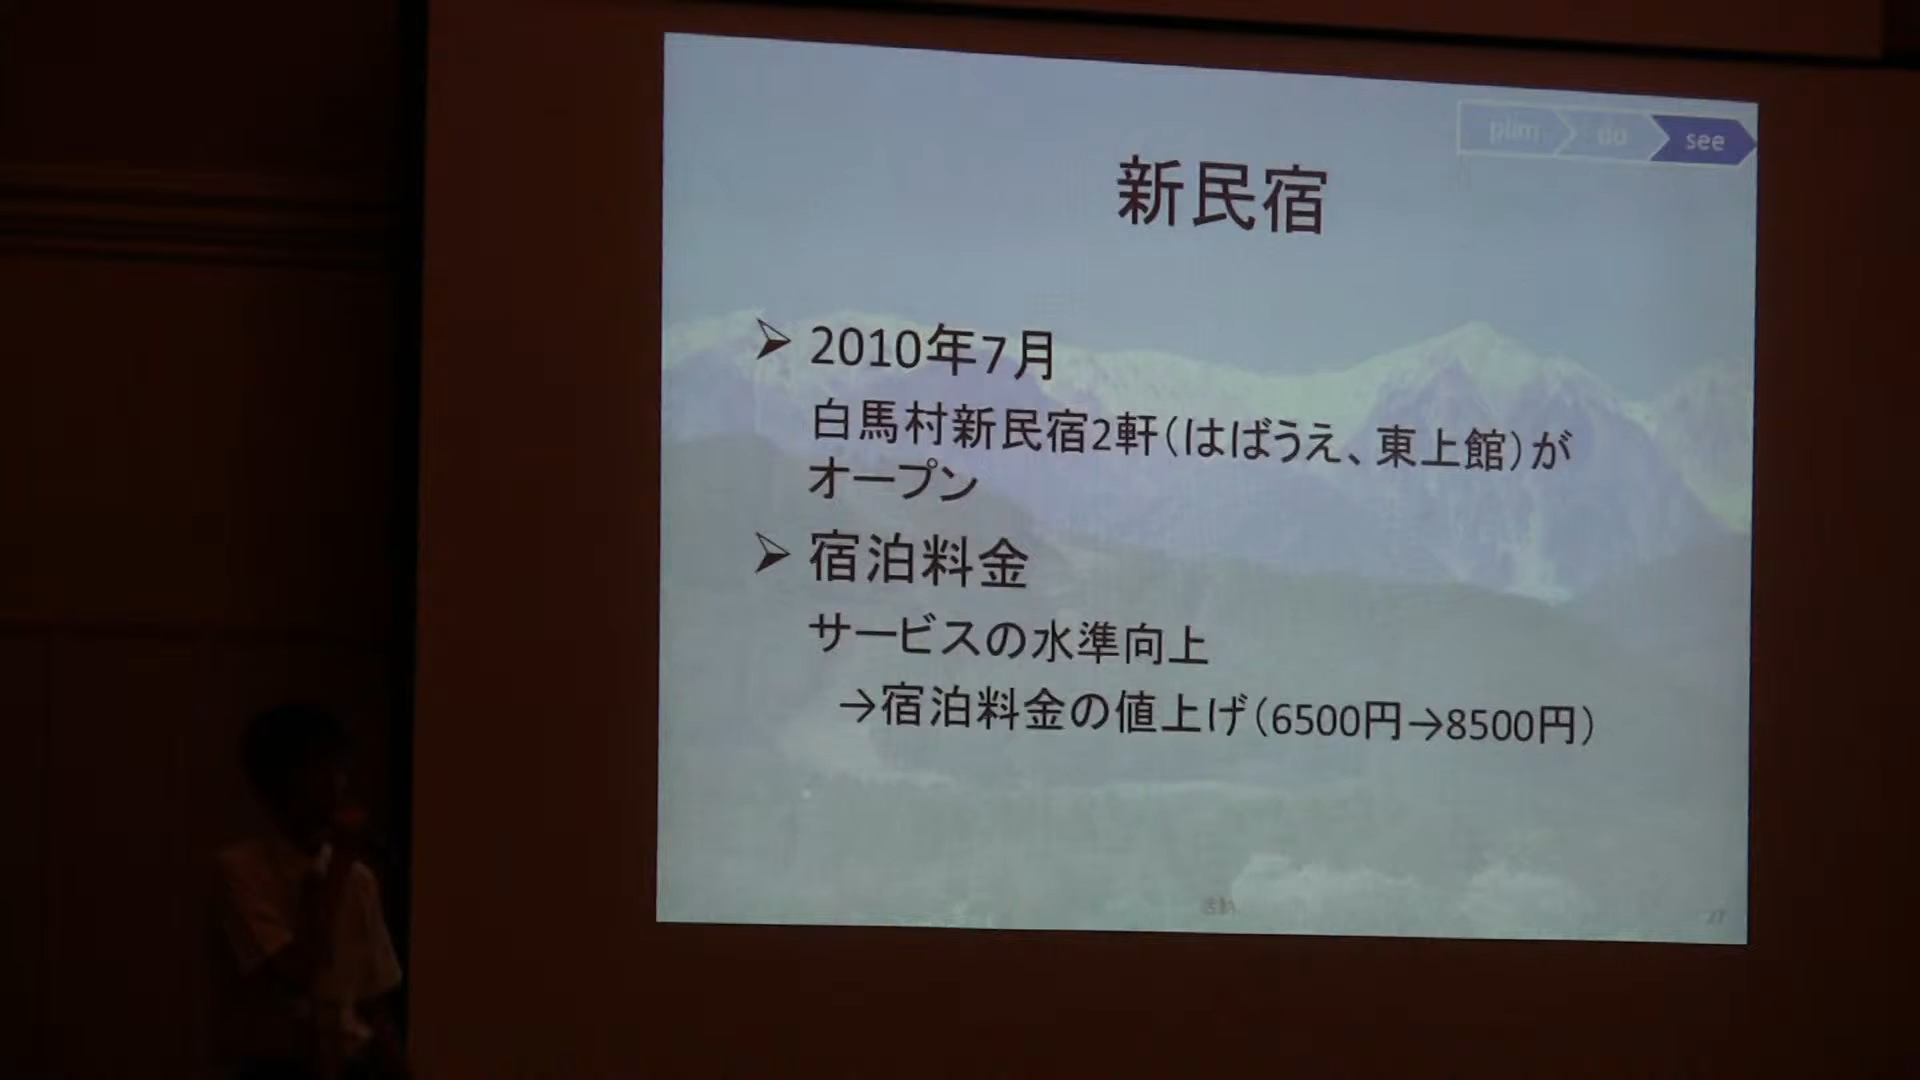 do
see
新民宿
➢ 2010年7月
白馬村新民宿2軒（はばうえ、東上館）が
オープン
➢ 宿泊料金
サービスの水準向上
→宿泊料金の値上げ（6500円→8500円）
27